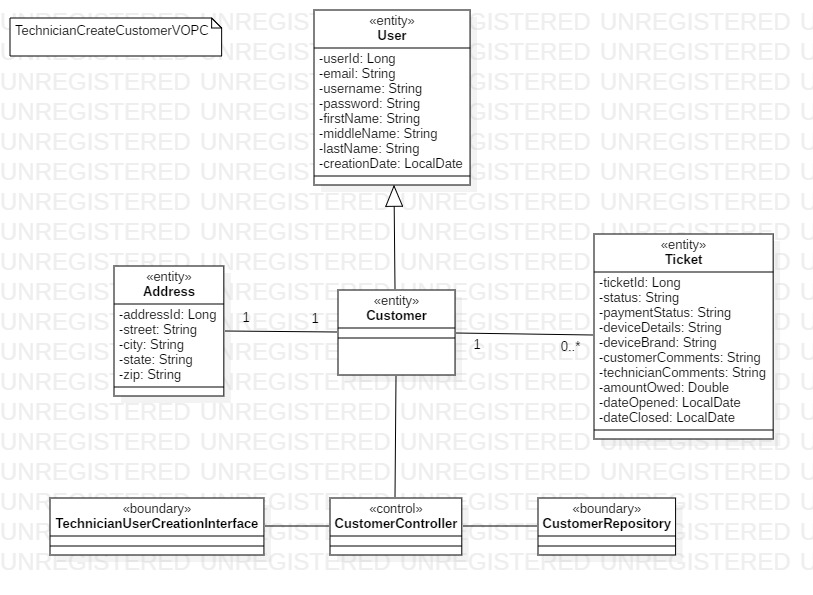 TechnicianCreateCustomerVOPC
«entity»
User
-userId: Long
-email: String
-username: String
-password: String
-firstName: String
-middleName: String
-lastName: String
-creationDate: LocalDate
«entity»
Address
-addressId: Long
-street: String
-city: String
-state: String
-zip: String
1
1
«entity»
Customer
1
0..*
«entity»
Ticket
-ticketId: Long
-status: String
-paymentStatus: String
-deviceDetails: String
-deviceBrand: String
-customerComments: String
-technicianComments: String
-amountOwed: Double
-dateOpened: LocalDate
-dateClosed: LocalDate
«boundary»
TechnicianUserCreationInterface
«control»
CustomerController
«boundary»
CustomerRepository
UNREGISTERED